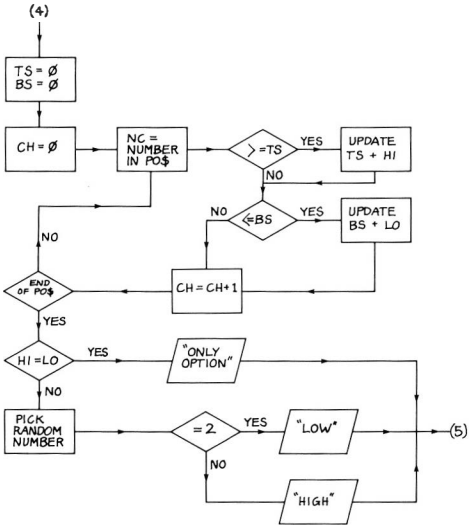 (4)
TS = Ø
BS = Ø
CH = Ø
NC =
NUMBER
IN PO$
> =TS
YES
UPDATE
TS + HI
NO
<=BS
NO
YES
UPDATE
BS + LO
NO
END
OF PO$
CH = CH+1
YES
HI = LO
YES
"ONLY
OPTION"
NO
PICK
RANDOM
NUMBER
= 2
YES
"LOW"
(5)
NO
"HIGH"